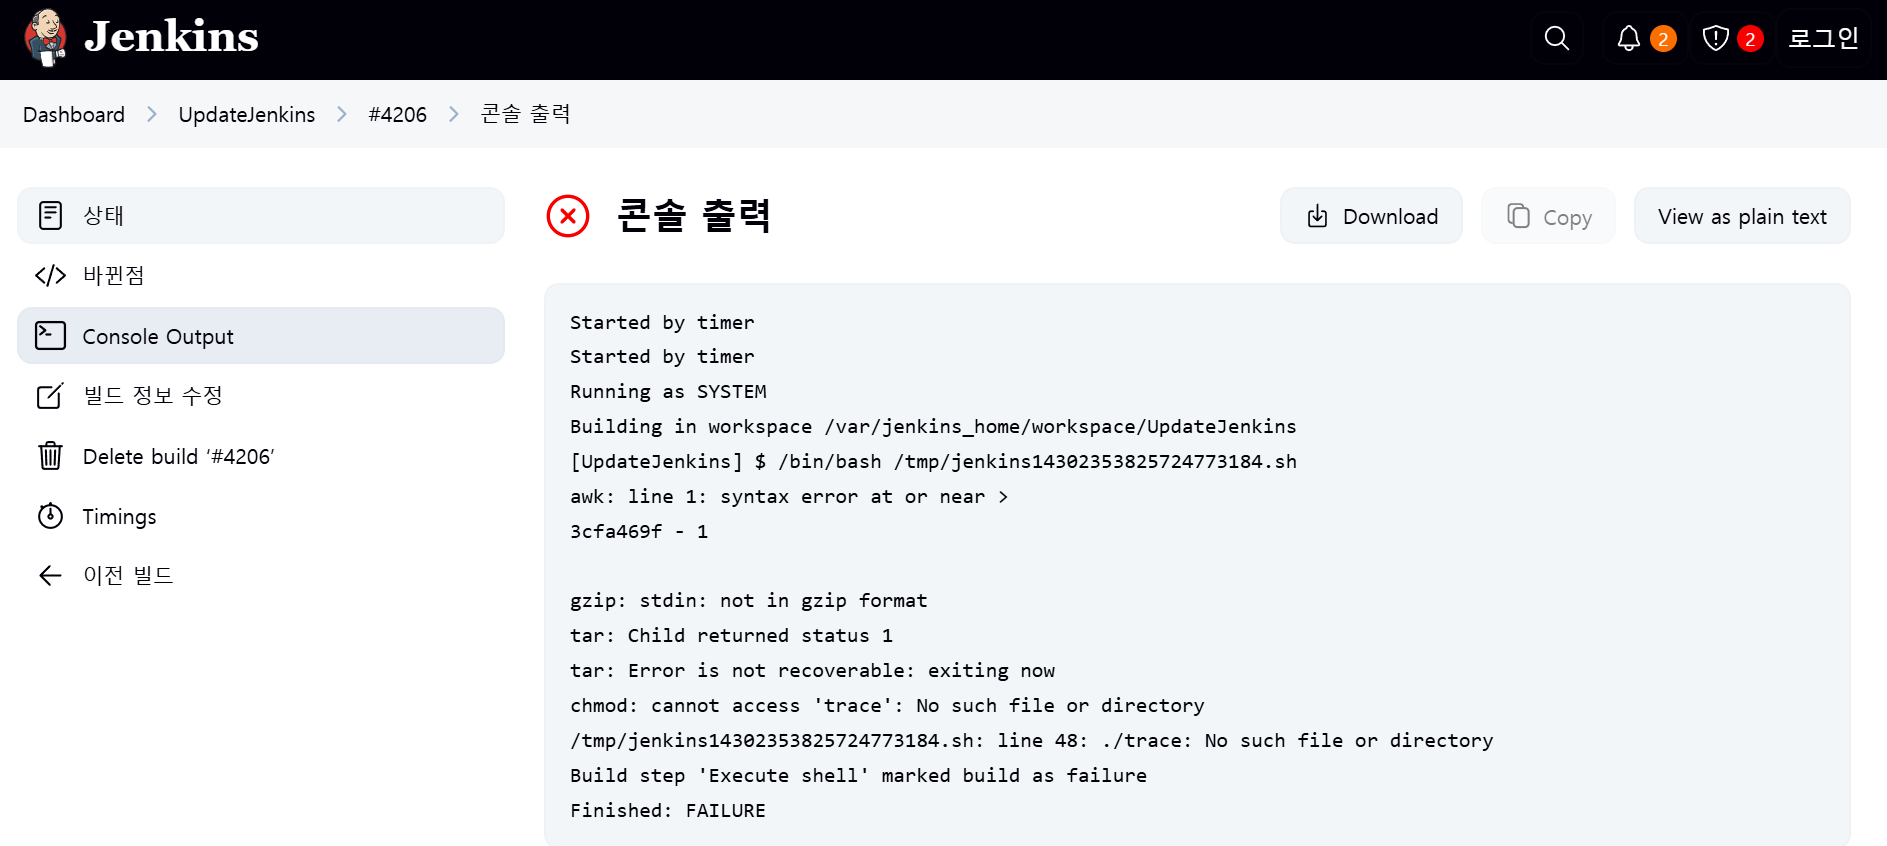 Jenkins
2
2
로그인
Dashboard
UpdateJenkins
#4206
콘솔 출력
상태
바뀐점
Console Output
빌드 정보 수정
Delete build ‘#4206’
Timings
이전 빌드
콘솔 출력
Download
Copy
View as plain text
Started by timer
Started by timer
Running as SYSTEM
Building in workspace /var/jenkins_home/workspace/UpdateJenkins
[UpdateJenkins] $ /bin/bash /tmp/jenkins14302353825724773184.sh
awk: line 1: syntax error at or near >
3cfa469f - 1
gzip: stdin: not in gzip format
tar: Child returned status 1
tar: Error is not recoverable: exiting now
chmod: cannot access 'trace': No such file or directory
/tmp/jenkins14302353825724773184.sh: line 48: ./trace: No such file or directory
Build step 'Execute shell' marked build as failure
Finished: FAILURE